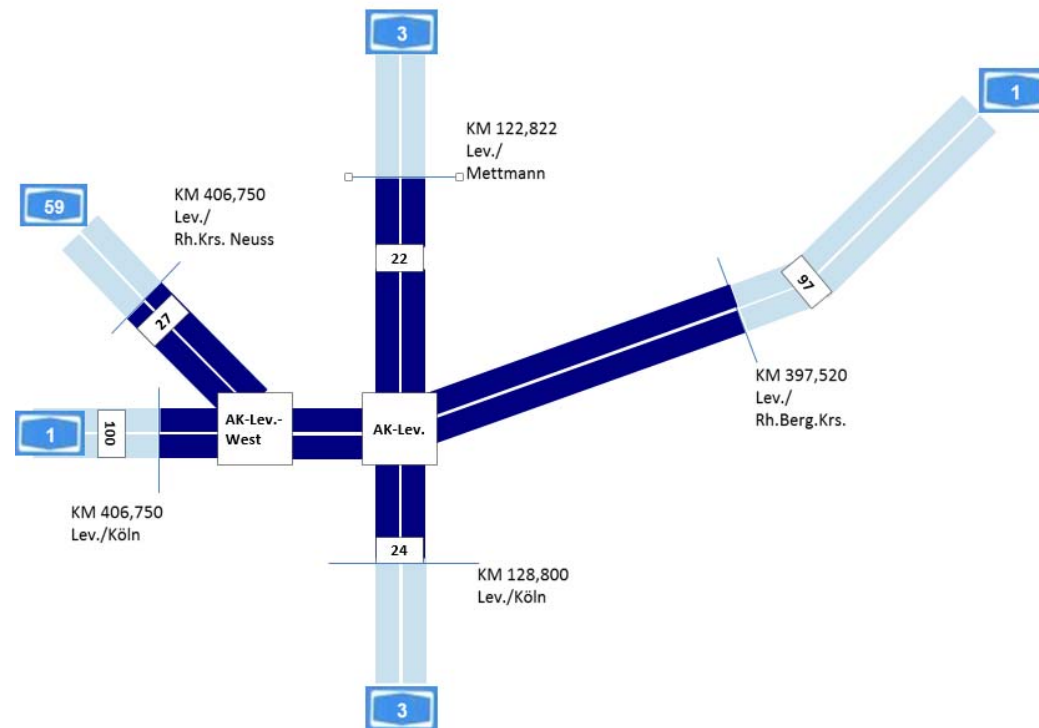 3
1
KM 122,822
Lev./
Mettmann
KM 406,750
Lev./
Rh.Krs. Neuss
59
22
27
97
KM 397,520
Lev./
Rh.Berg.Krs.
1
100
AK-Lev.-
West
AK-Lev.
KM 406,750
Lev./Köln
24
KM 128,800
Lev./Köln
3